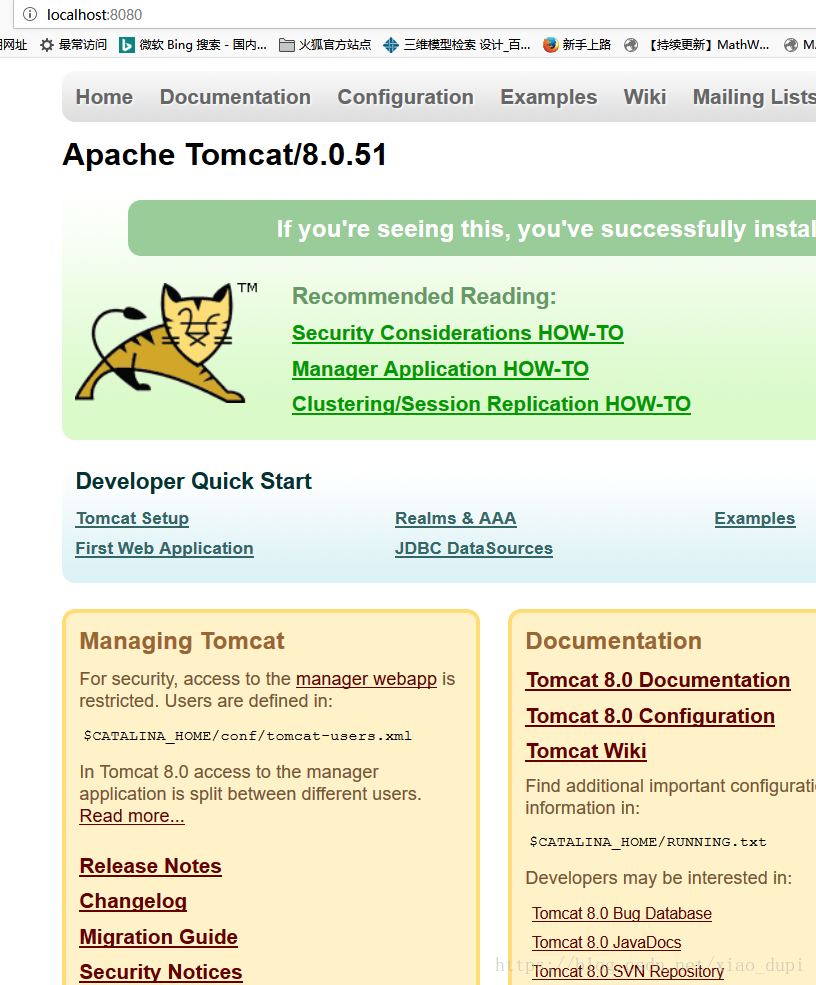 localhost:8080
用网址 最常访问 微软 Bing 搜索 - 国内... 火狐官方站点 三维模型检索 设计_百... 新手上路 【持续更新】MathW... M
Home Documentation Configuration Examples Wiki Mailing Lists
Apache Tomcat/8.0.51
If you're seeing this, you've successfully instal
TM
Recommended Reading:
Security Considerations HOW-TO
Manager Application HOW-TO
Clustering/Session Replication HOW-TO
Developer Quick Start
Tomcat Setup Realms & AAA Examples
First Web Application JDBC DataSources
Managing Tomcat
For security, access to the manager webapp is
restricted. Users are defined in:
$CATALINA_HOME/conf/tomcat-users.xml
In Tomcat 8.0 access to the manager
application is split between different users.
Read more...
Release Notes
Changelog
Migration Guide
Security Notices
Documentation
Tomcat 8.0 Documentation
Tomcat 8.0 Configuration
Tomcat Wiki
Find additional important configurati
information in:
$CATALINA_HOME/RUNNING.txt
Developers may be interested in:
Tomcat 8.0 Bug Database
Tomcat 8.0 JavaDocs
Tomcat 8.0 SVN Repository
https://blog.csdn.net/xiao_dupi